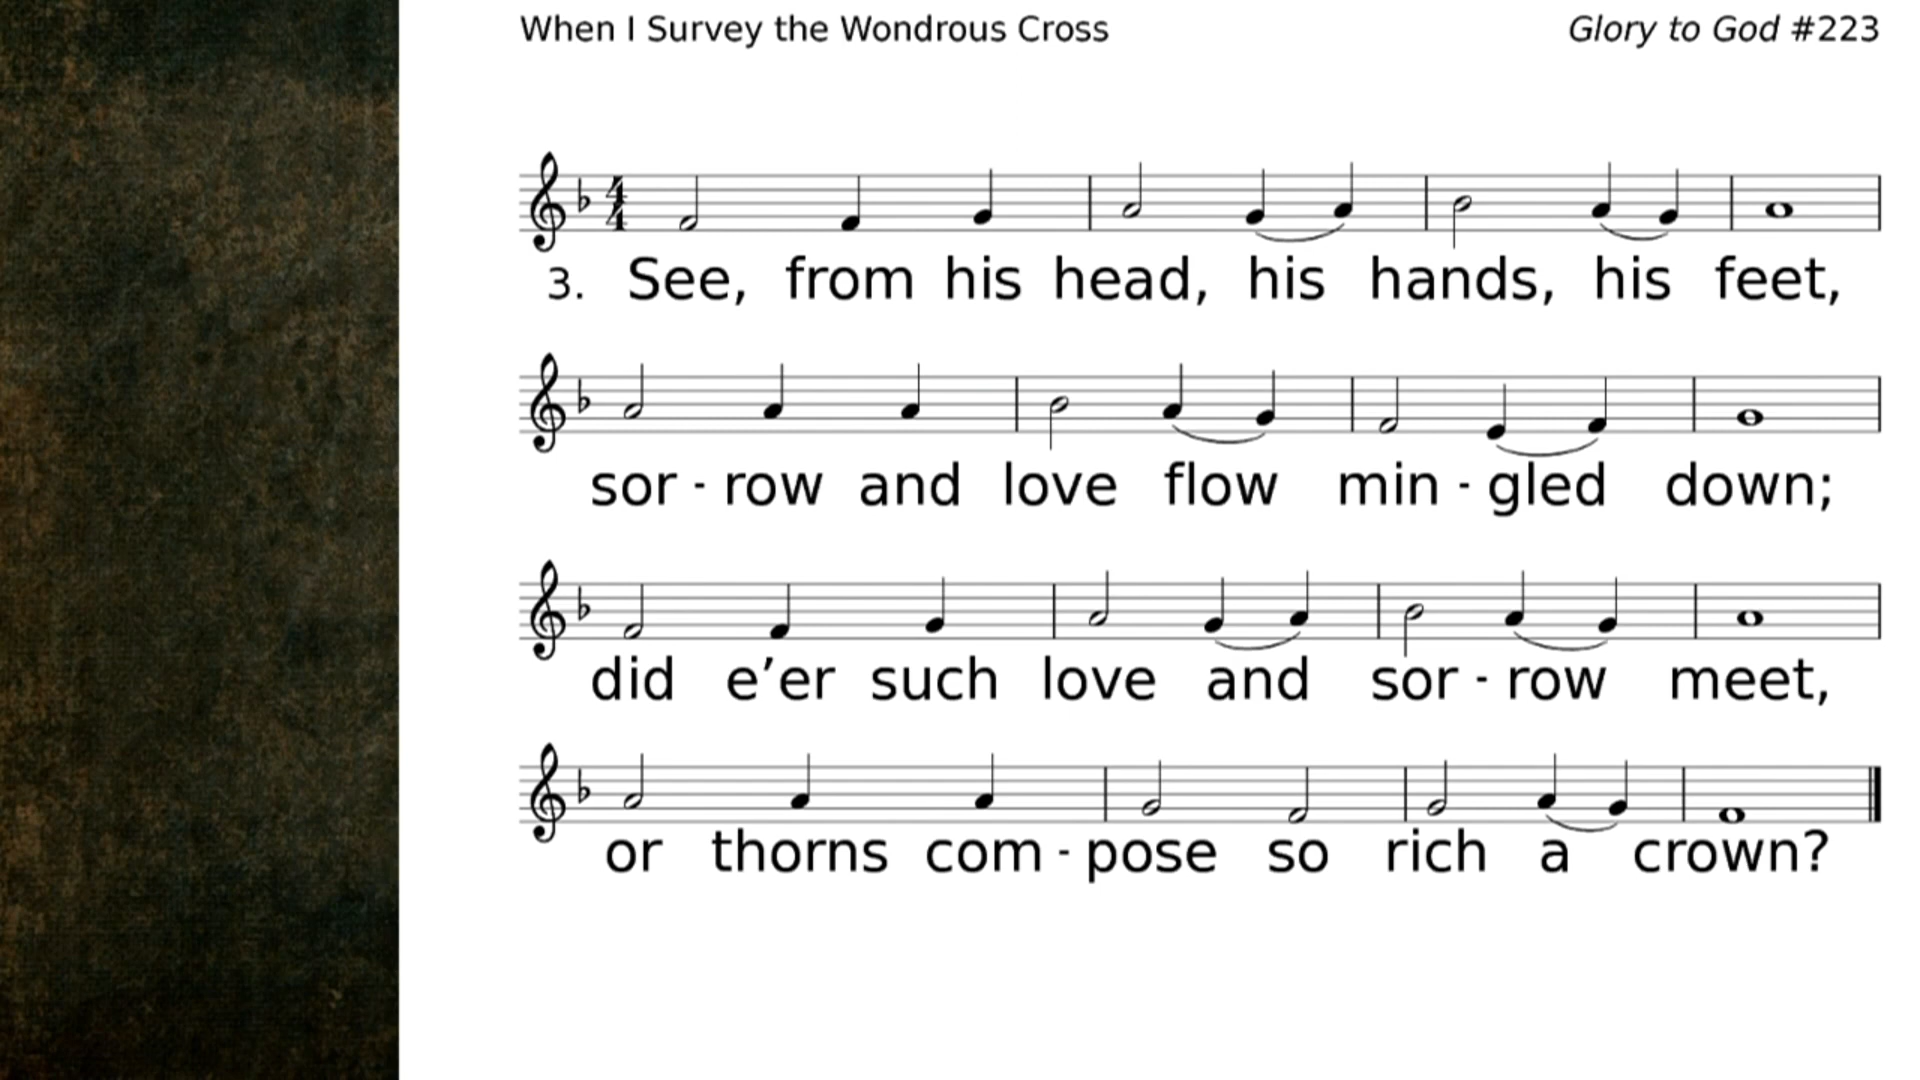 When I Survey the Wondrous Cross Glory to God #223
3. See, from his head, his hands, his feet,
sor - row and love flow min - gled down;
did e’er such love and sor - row meet,
or thorns com - pose so rich a crown?